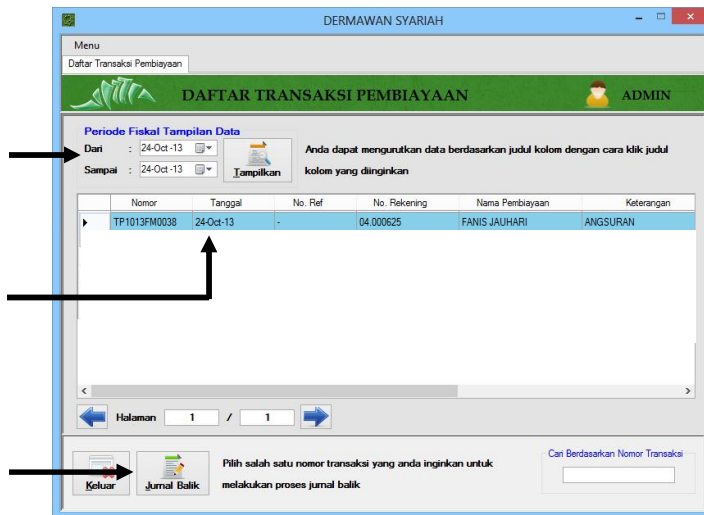 DERMAWAN SYARIAH
Menu
Daftar Transaksi Pembiayaan
DAFTAR TRANSAKSI PEMBIAYAAN
ADMIN
Periode Fiskal Tampilan Data
Dari : 24-Oct-13
Sampai : 24-Oct-13
Tampilkan
Anda dapat mengurutkan data berdasarkan judul kolom dengan cara klik judul
kolom yang diinginkan
Nomor Tanggal No. Ref No. Rekening Nama Pembiayaan Keterangan
TP1013FM0038 24-Oct-13 - 04.000625 FANIS JAUHARI ANGSURAN
Halaman 1 / 1
Keluar
Jurnal Balik
Pilih salah satu nomor transaksi yang anda inginkan untuk
melakukan proses jurnal balik
Cari Berdasarkan Nomor Transaksi